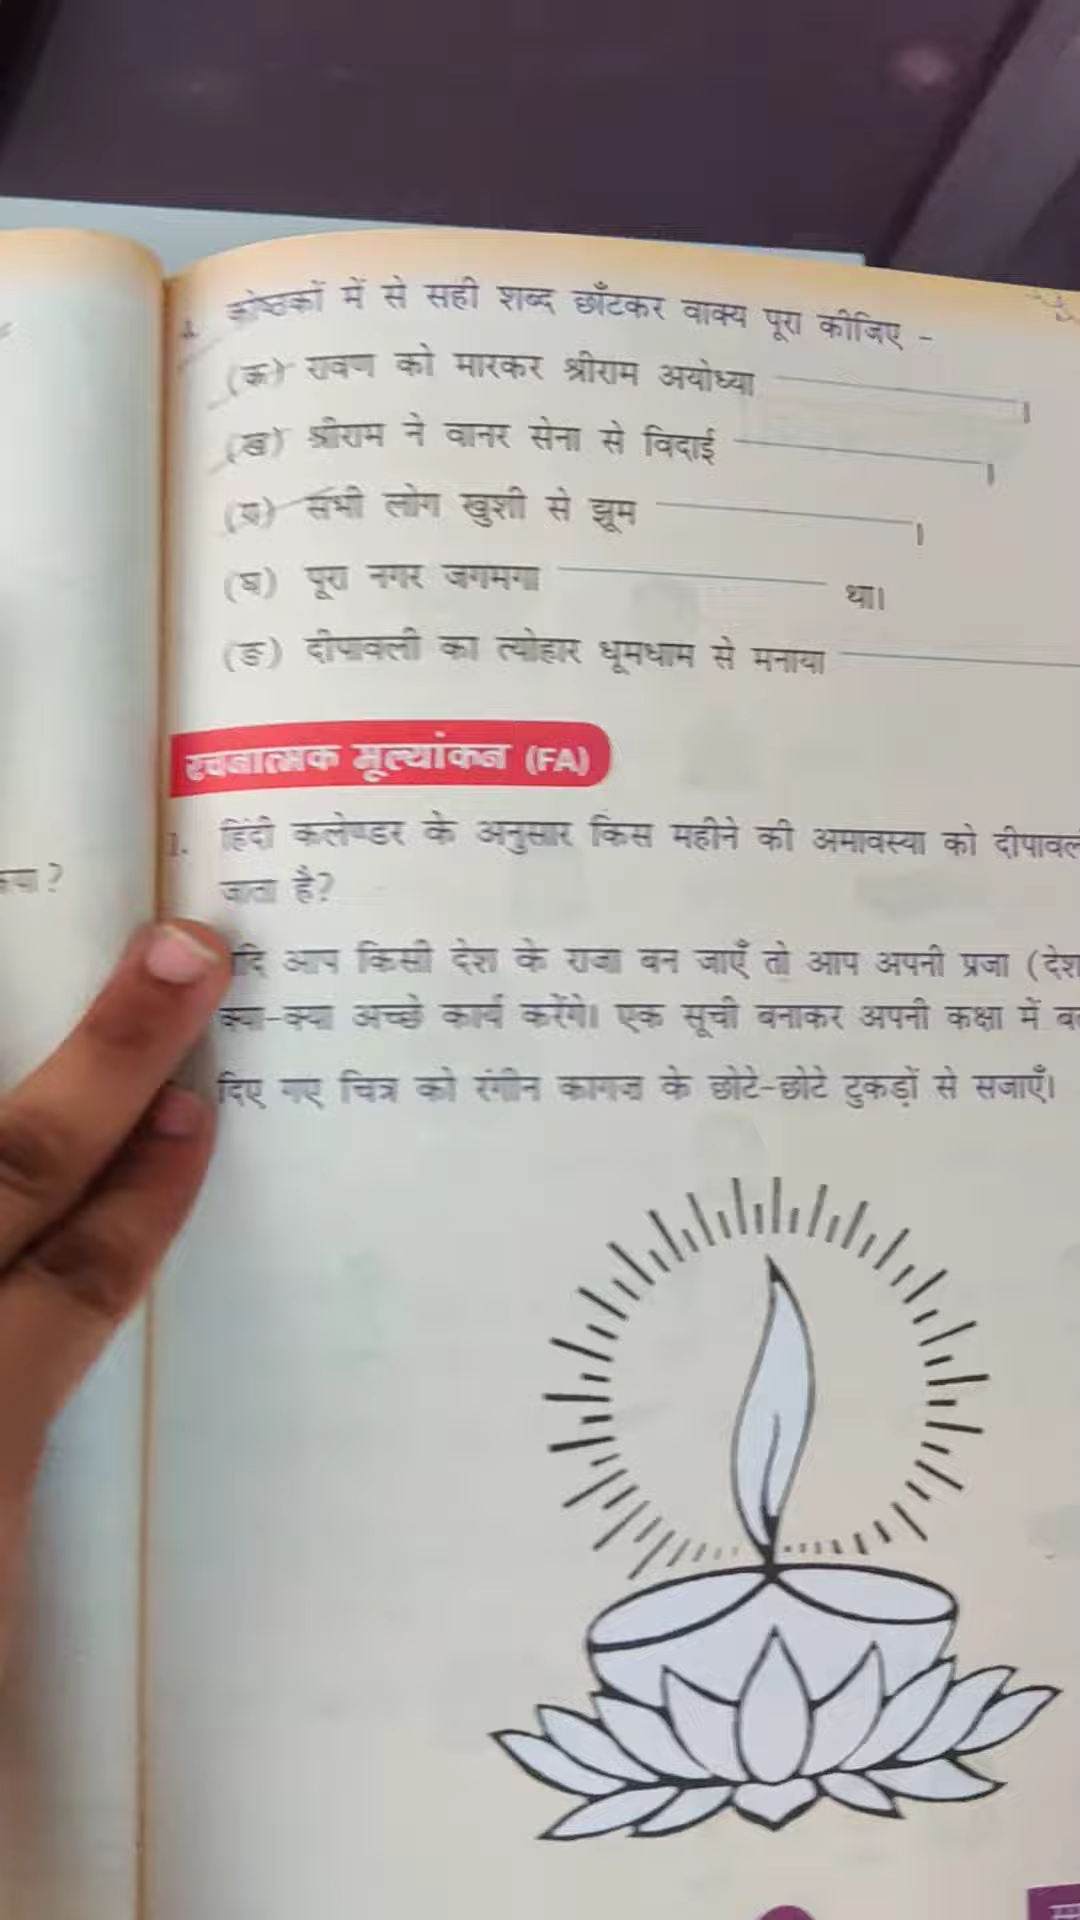 कोष्ठकों में से सही शब्द छाँटकर वाक्य पूरा कीजिए -
(क) रावण को मारकर श्रीराम अयोध्या ।
(ख) श्रीराम ने वानर सेना से विदाई ।
(ग) सभी लोग खुशी से झूम ।
(घ) पूरा नगर जगमगा था।
(ङ) दीपावली का त्योहार धूमधाम से मनाया
रचनात्मक मूल्यांकन (FA)
1. हिंदी कलेण्डर के अनुसार किस महीने की अमावस्या को
जाता है?
आप किसी देश के राजा बन जाएँ तो आप अपनी प्रजा
क्या-क्या अच्छे कार्य करेंगे। एक सूची बनाकर अपनी कक्षा में
दिए गए चित्र को रंगीन कागज के छोटे-छोटे टुकड़ों से सजाएँ।